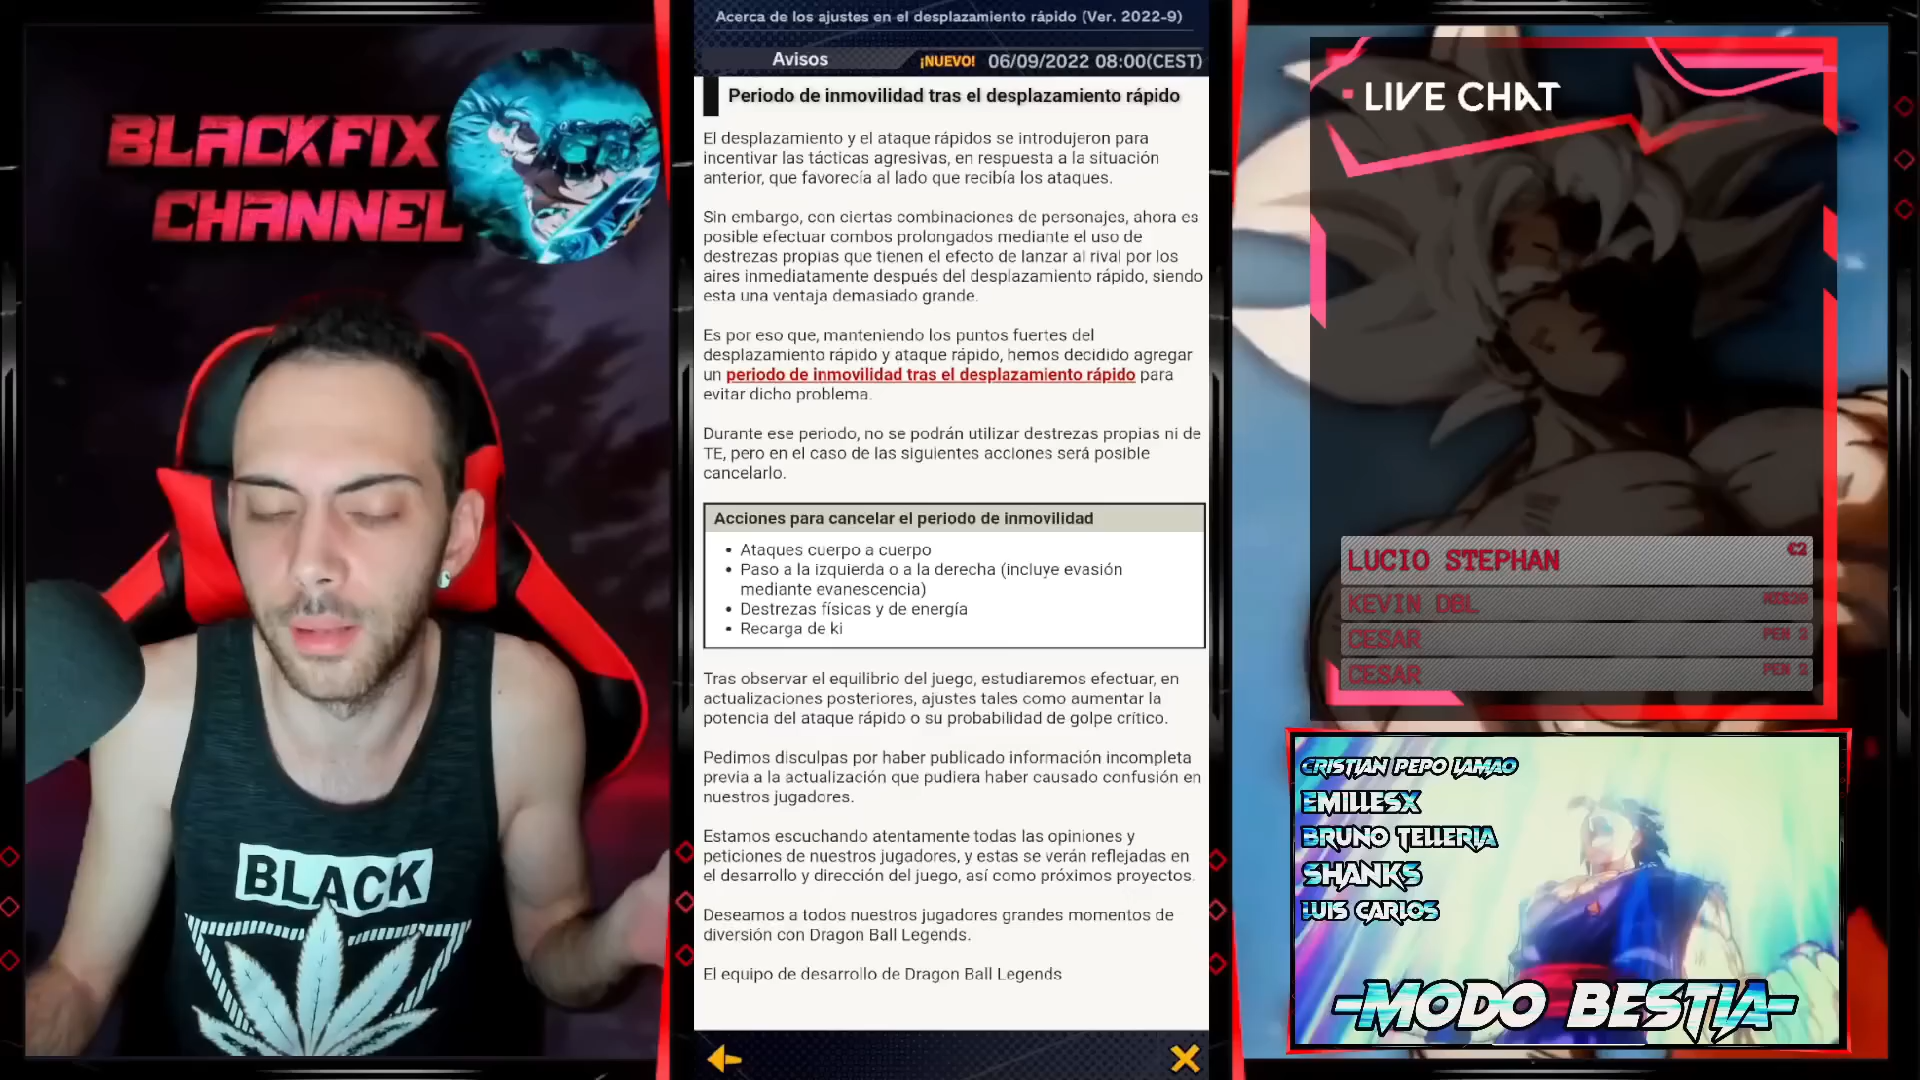 BLACKFIX
CHANNEL
BLACK
Acerca de los ajustes en el desplazamiento rápido (Ver. 2022-9)
Avisos ¡NUEVO! 06/09/2022 08:00(CEST)
Periodo de inmovilidad tras el desplazamiento rápido
El desplazamiento y el ataque rápidos se introdujeron para
incentivar las tácticas agresivas, en respuesta a la situación
anterior, que favorecía al lado que recibía los ataques.
Sin embargo, con ciertas combinaciones de personajes, ahora es
posible efectuar combos prolongados mediante el uso de
destrezas propias que tienen el efecto de lanzar al rival por los
aires inmediatamente después del desplazamiento rápido, siendo
esta una ventaja demasiado grande.
Es por eso que, manteniendo los puntos fuertes del
desplazamiento rápido y ataque rápido, hemos decidido agregar
un periodo de inmovilidad tras el desplazamiento rápido para
evitar dicho problema.
Durante ese periodo, no se podrán utilizar destrezas propias ni de
TE, pero en el caso de las siguientes acciones será posible
cancelarlo.
Acciones para cancelar el periodo de inmovilidad
• Ataques cuerpo a cuerpo
• Paso a la izquierda o a la derecha (incluye evasión
mediante evanescencia)
• Destrezas físicas y de energía
• Recarga de ki
Tras observar el equilibrio del juego, estudiaremos efectuar, en
actualizaciones posteriores, ajustes tales como aumentar la
potencia del ataque rápido o su probabilidad de golpe crítico.
Pedimos disculpas por haber publicado información incompleta
previa a la actualización que pudiera haber causado confusión en
nuestros jugadores.
Estamos escuchando atentamente todas las opiniones y
peticiones de nuestros jugadores, y estas se verán reflejadas en
el desarrollo y dirección del juego, así como próximos proyectos.
Deseamos a todos nuestros jugadores grandes momentos de
diversión con Dragon Ball Legends.
El equipo de desarrollo de Dragon Ball Legends
LIVE CHAT
LUCIO STEPHAN
KEVIN DBL
CESAR PEN 2
CESAR PEN 2
CRISTIAN PEPO LAMAO
EMILLESX
BRUNO TELLERIA
SHANKS
LUIS CARLOS
-MODO BESTIA-